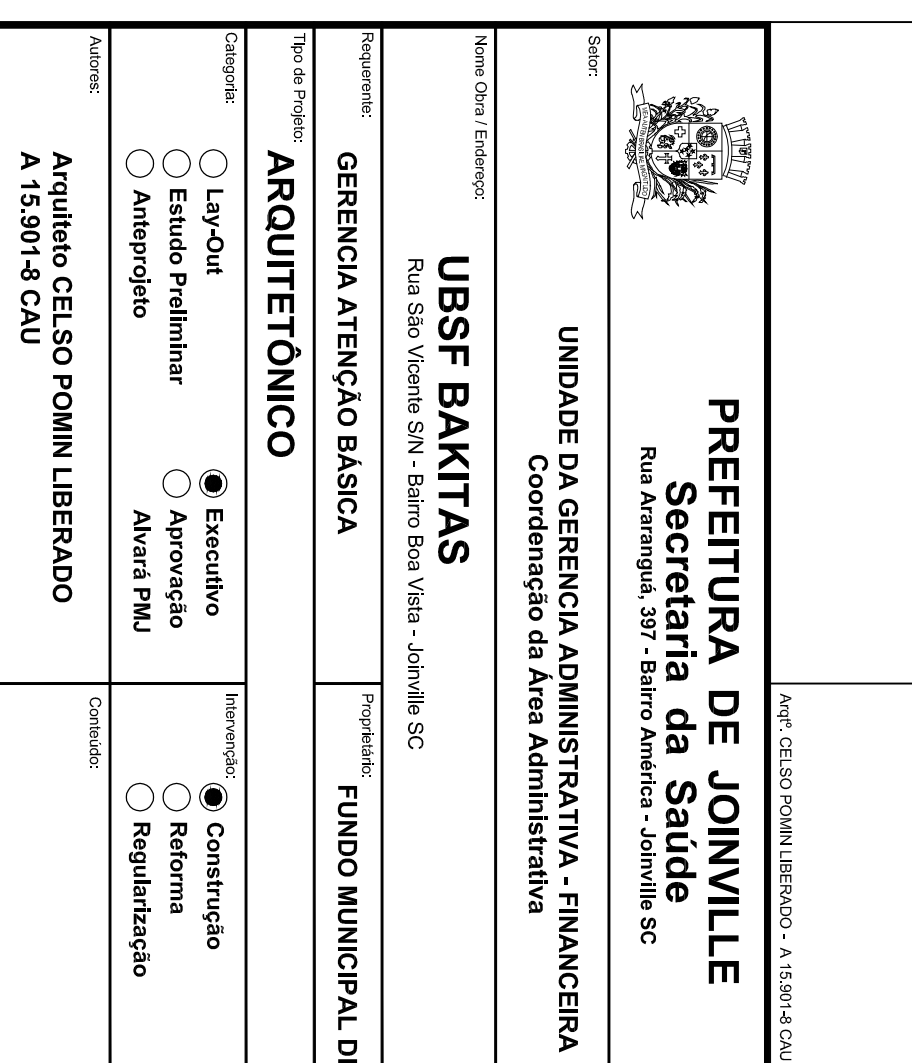 Arqtº. CELSO POMIN LIBERADO - A 15.901-8 CAU
PREFEITURA DE JOINVILLE
Secretaria da Saúde
Rua Araranguá, 397 - Bairro América - Joinville SC
Setor:
UNIDADE DA GERENCIA ADMINISTRATIVA - FINANCEIRA
Coordenação da Área Administrativa
Nome Obra / Endereço:
UBSF BAKITAS
Rua São Vicente S/N - Bairro Boa Vista - Joinville SC
Requerente:
GERENCIA ATENÇÃO BÁSICA
Proprietário:
FUNDO MUNICIPAL
Tipo de Projeto:
ARQUITETÔNICO
Categoria:
Lay-Out
Estudo Preliminar
Anteprojeto
Executivo
Aprovação
Alvará PMJ
Intervenção:
Construção
Reforma
Regularização
Autores:
Arquiteto CELSO POMIN LIBERADO
A 15.901-8 CAU
Conteúdo: